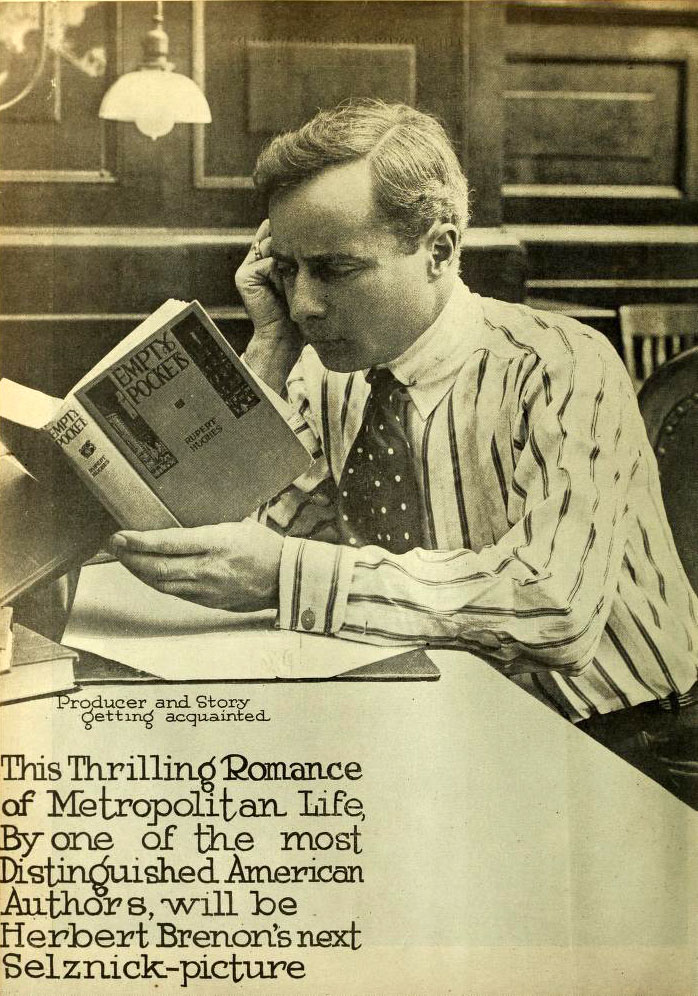 EMPTY
POCKETS
RUPERT
HUGHES
EMPTY
POCKET
RUPERT
HUGHES
Producer and Story
getting acquainted
This Thrilling Romance
of Metropolitan Life,
By one of the most
Distinguished American
Authors, will be
Herbert Brenon's next
Selznick-picture